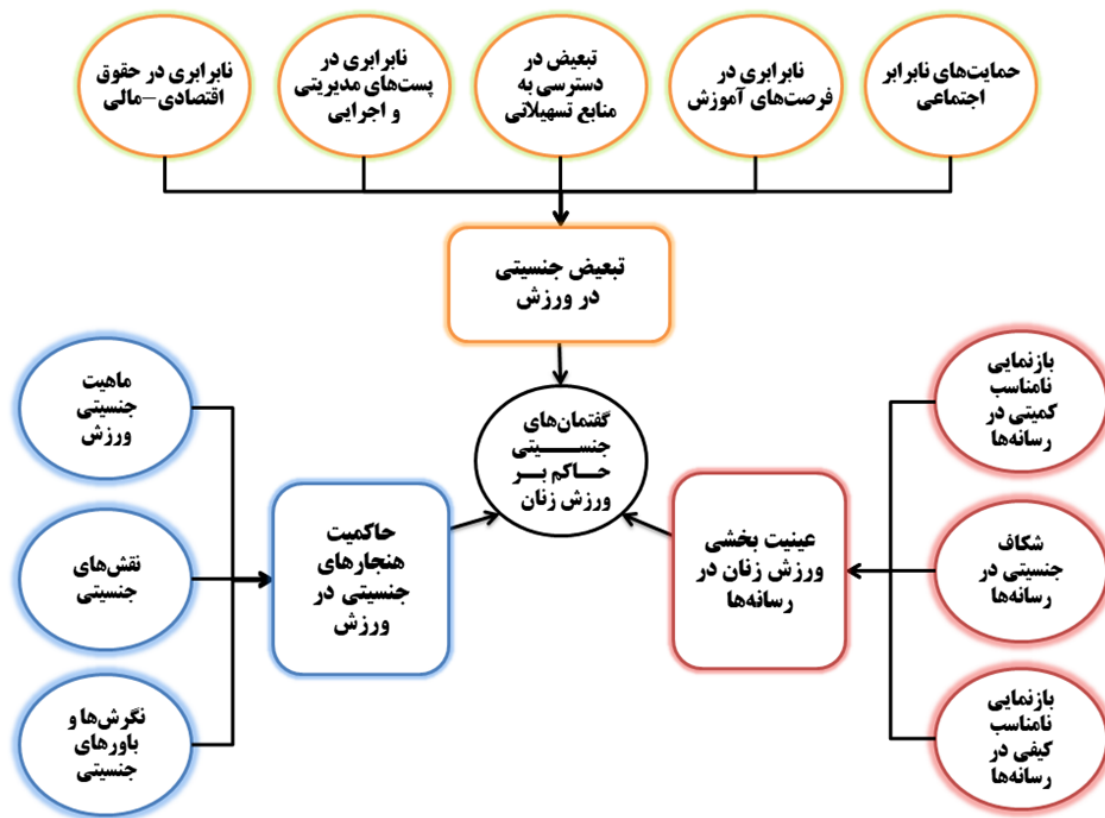 حمایت‌های نابرابر
اجتماعی
نابرابری در
فرصت‌های آموزش
تبعیض در
دسترسی به
منابع تسهیلاتی
نابرابری در
پست‌های مدیریتی
و اجرایی
نابرابری در حقوق
اقتصادی-مالی
تبعیض جنسیتی
در ورزش
گفتمان‌های
جنسیتی
حاکم بر
ورزش زنان
بازنمایی
نامناسب
کمیتی در
رسانه‌ها
شکاف
جنسیتی در
رسانه‌ها
بازنمایی
نامناسب
کیفی در
رسانه‌ها
عینیت بخشی
ورزش زنان در
رسانه‌ها
حاکمیت
هنجارهای
جنسیتی در
ورزش
ماهیت
جنسیتی
ورزش
نقش‌های
جنسیتی
نگرش‌ها و
باورهای
جنسیتی